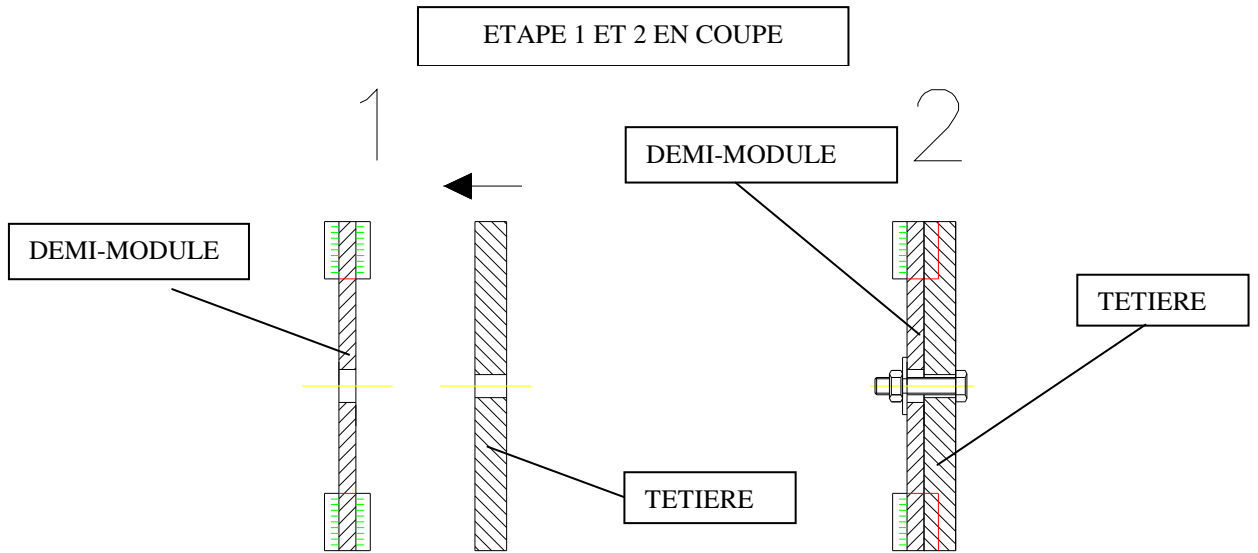 ETAPE 1 ET 2 EN COUPE
1
2
DEMI-MODULE
DEMI-MODULE
TETIERE
TETIERE